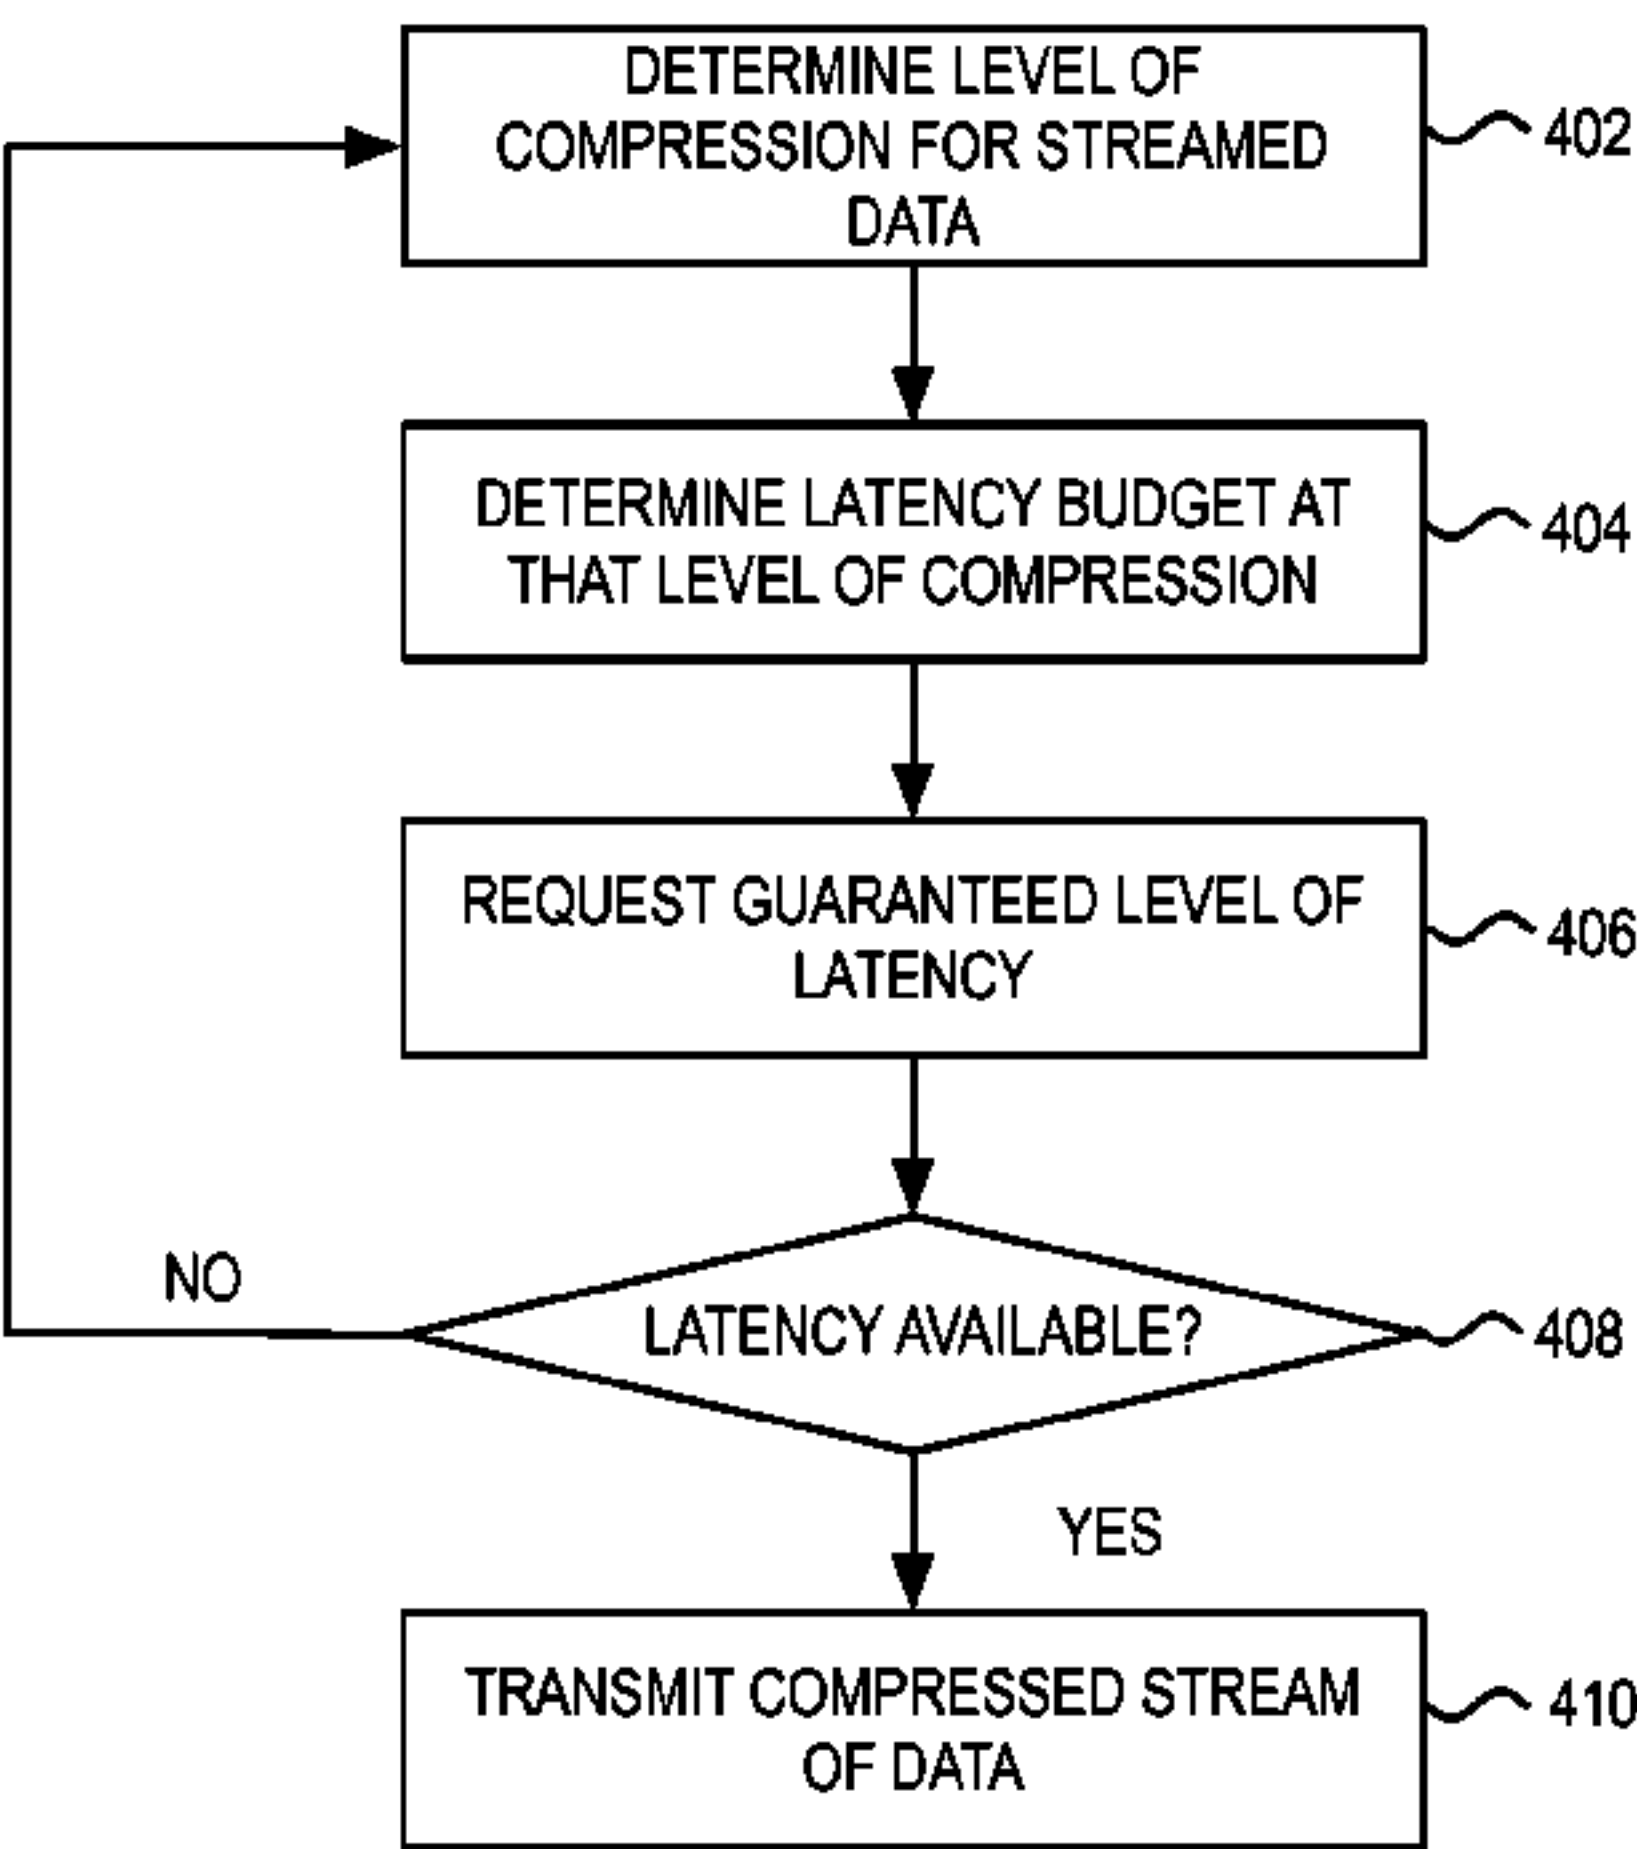 DETERMINE LEVEL OF
COMPRESSION FOR STREAMED
DATA
402
DETERMINE LATENCY BUDGET AT
THAT LEVEL OF COMPRESSION
404
REQUEST GUARANTEED LEVEL OF
LATENCY
406
NO
LATENCY AVAILABLE?
408
YES
TRANSMIT COMPRESSED STREAM
OF DATA
410